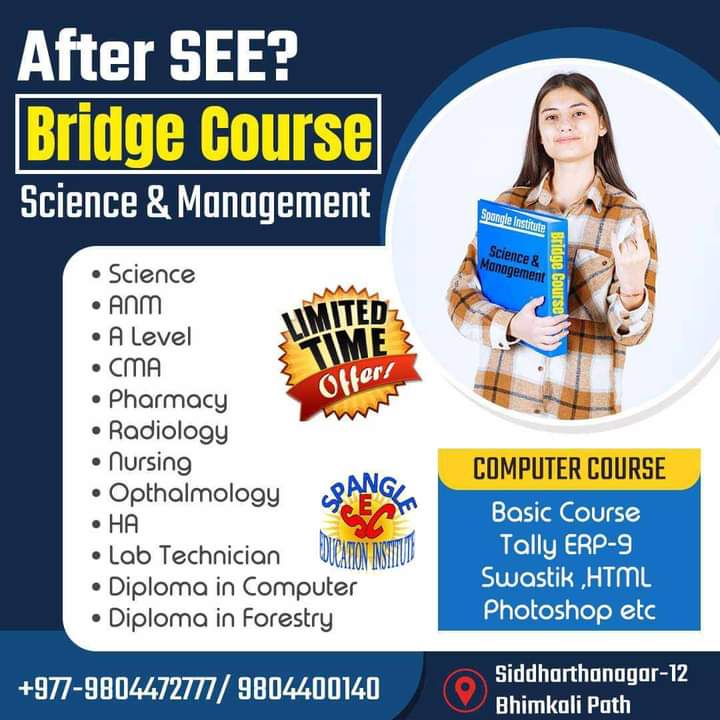 After SEE?
Bridge Course
Science & Management
• Science
• ANM
• A Level
• CMA
• Pharmacy
• Radiology
• Nursing
• Opthalmology
• HA
• Lab Technician
• Diploma in Computer
• Diploma in Forestry
LIMITED
TIME
Offer!
SPANGLE
SEC
EDUCATION INSTITUTE
Spangle Institute
Science &
Management
Bridge Course
COMPUTER COURSE
Basic Course
Tally ERP-9
Swastik ,HTML
Photoshop etc
+977-9804472777/ 9804400140
Siddharthanagar-12
Bhimkali Path